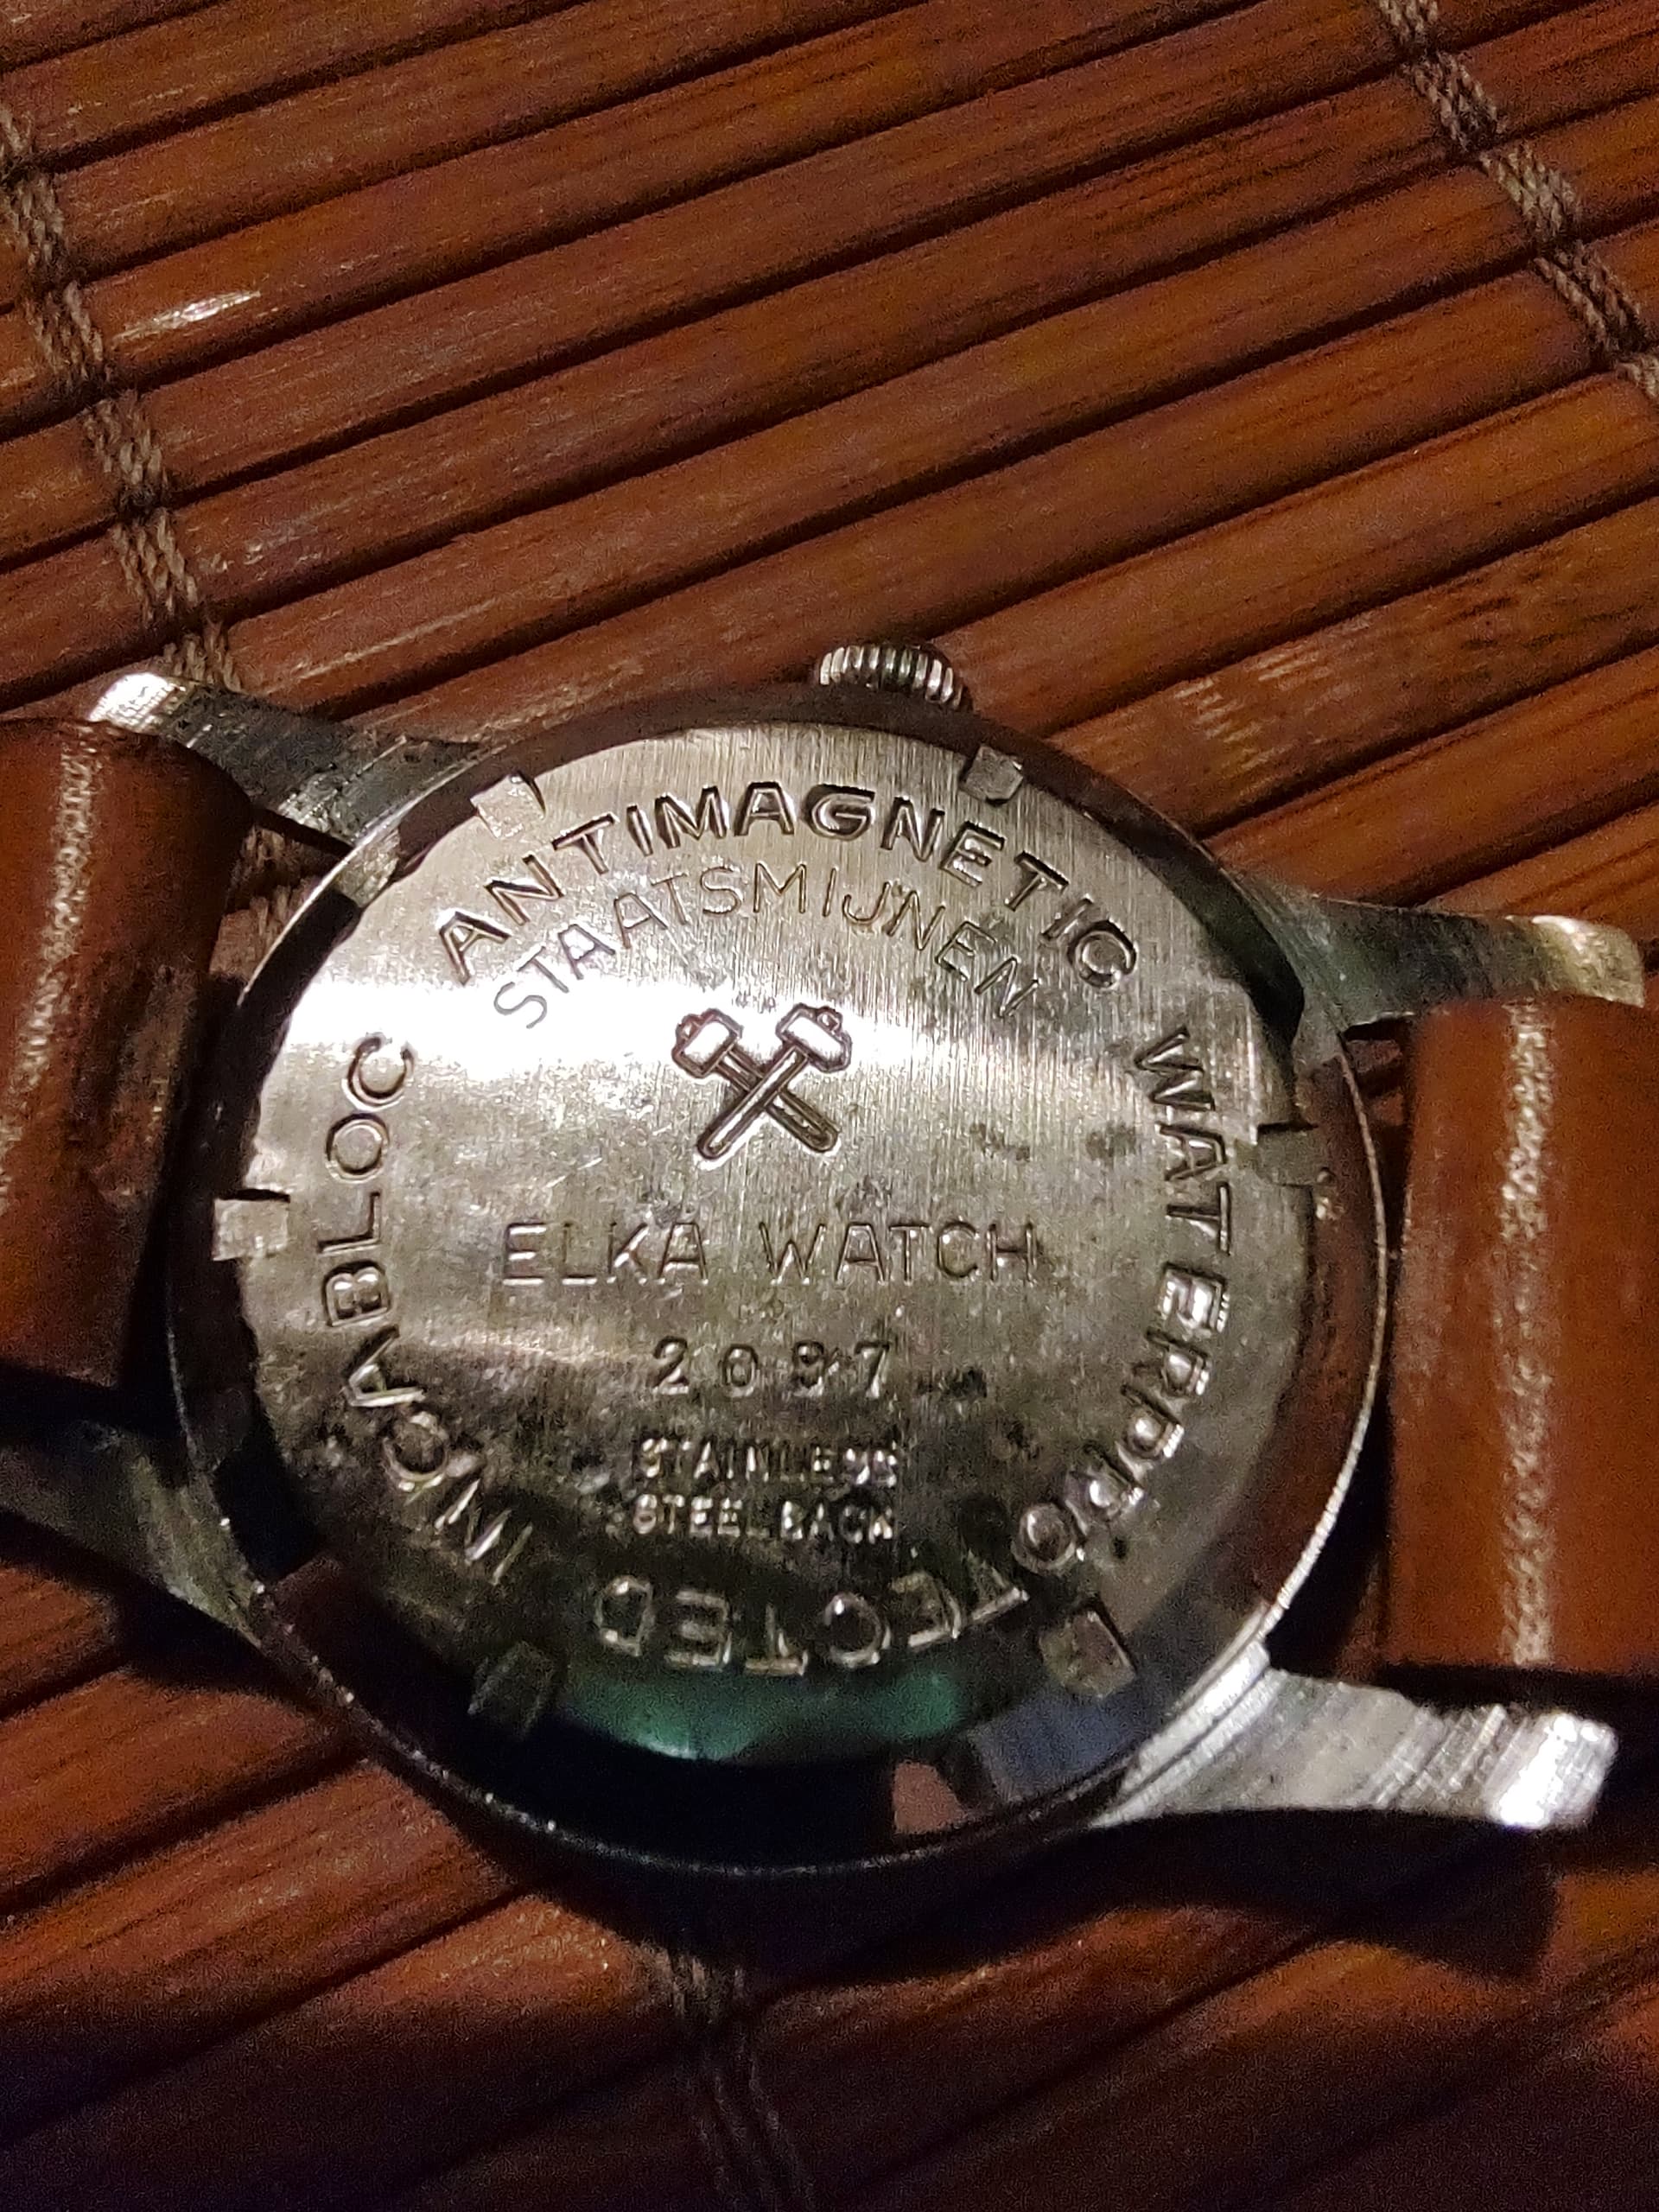 ANTIMAGNETIC WATERPROTECTED INCABLOC
STAATSMIJNEN
ELKA WATCH
2097
STAINLESS
STEEL BACK